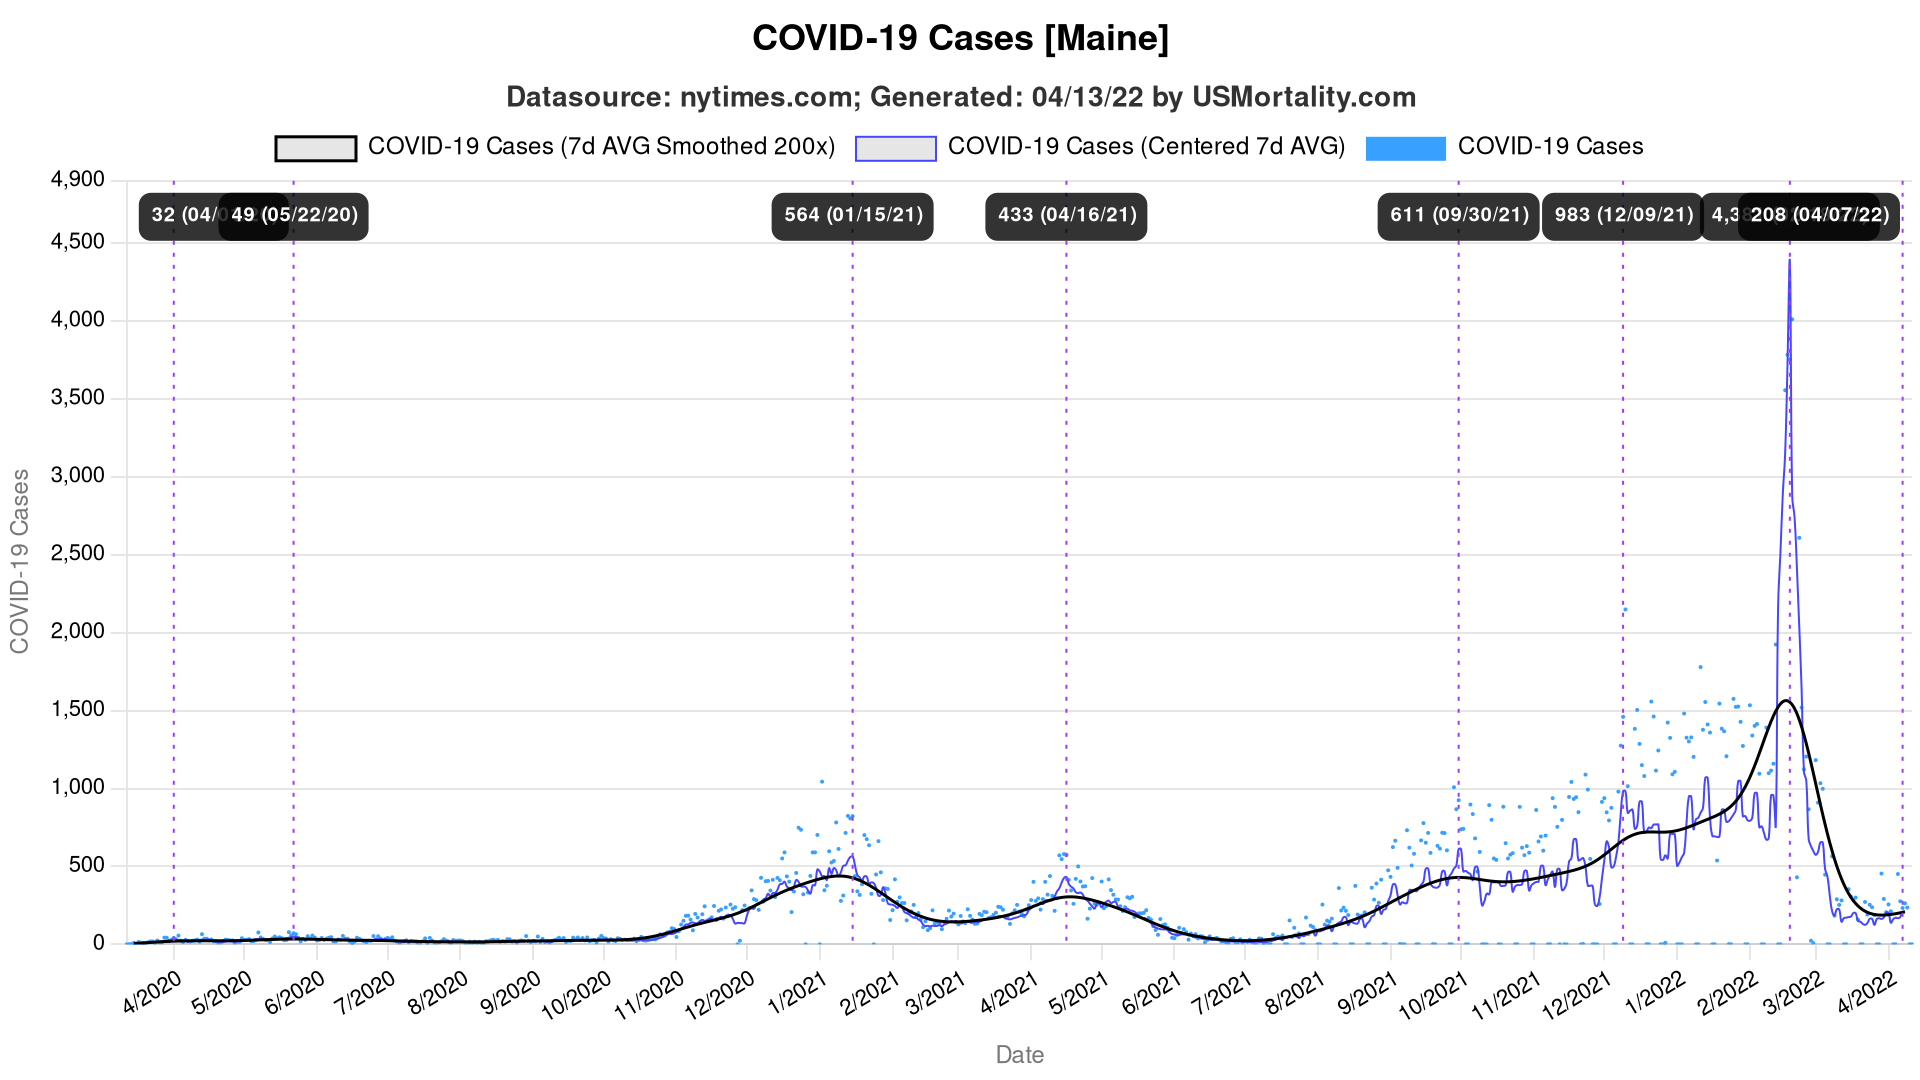 COVID-19 Cases [Maine]
Datasource: nytimes.com; Generated: 04/13/22 by USMortality.com
COVID-19 Cases (7d AVG Smoothed 200x) COVID-19 Cases (Centered 7d AVG) COVID-19 Cases
4,900
32 49 (05/22/20) 564 (01/15/21) 433 (04/16/21) 611 (09/30/21) 983 (12/09/21) 208 (04/07/22)
4,500
4,000
3,500
3,000
2,500
2,000
1,500
1,000
500
0
COVID-19 Cases
4/2020 5/2020 6/2020 7/2020 8/2020 9/2020 10/2020 11/2020 12/2020 1/2021 2/2021 3/2021 4/2021 5/2021 6/2021 7/2021 8/2021 9/2021 10/2021 11/2021 12/2021 1/2022 2/2022 3/2022 4/2022
Date